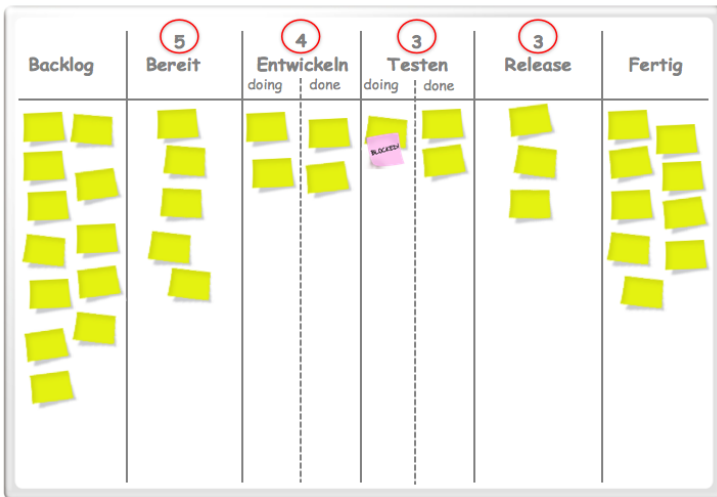 5
4
3
3
Backlog
Bereit
Entwickeln
Testen
Release
Fertig
doing
done
doing
done
BLOCKED!